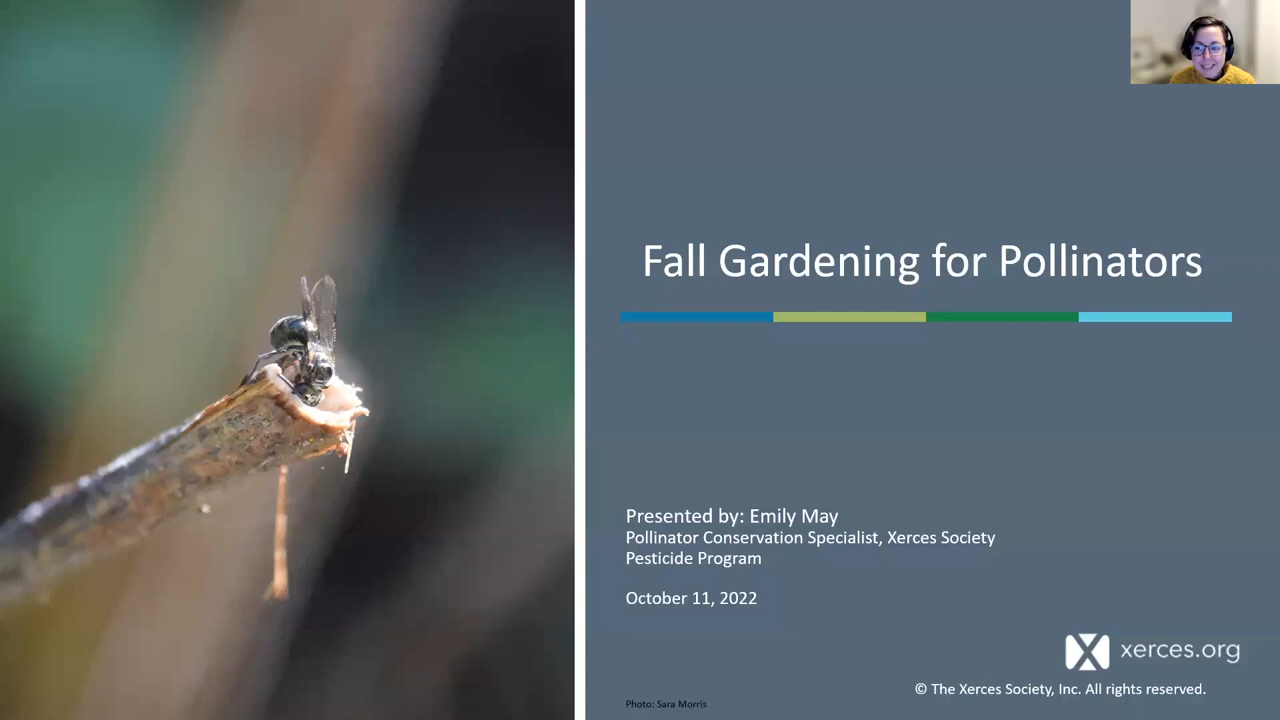 Fall Gardening for Pollinators
Presented by: Emily May
Pollinator Conservation Specialist, Xerces Society
Pesticide Program
October 11, 2022
xerces.org
© The Xerces Society, Inc. All rights reserved.
Photo: Sara Morris